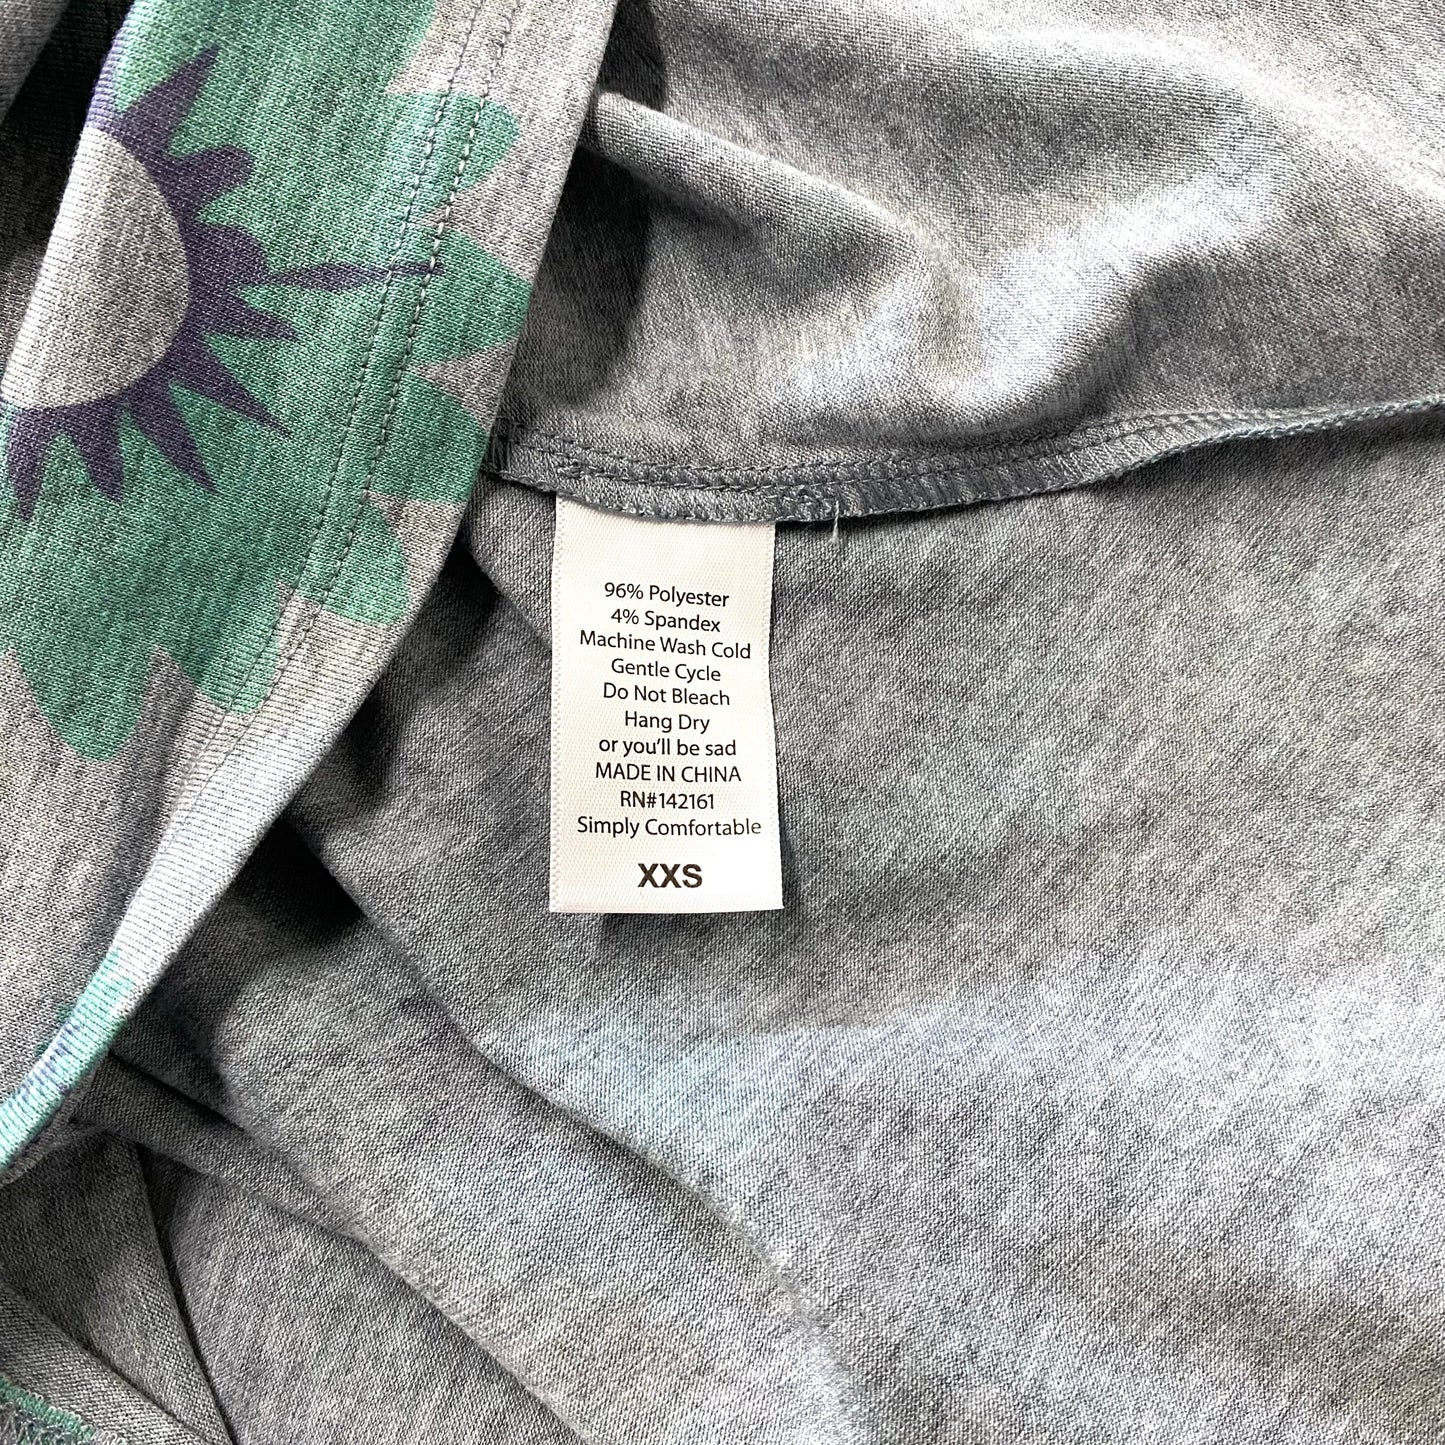 96% Polyester
4% Spandex
Machine Wash Cold
Gentle Cycle
Do Not Bleach
Hang Dry
or you'll be sad
MADE IN CHINA
RN#142161
Simply Comfortable
XXS